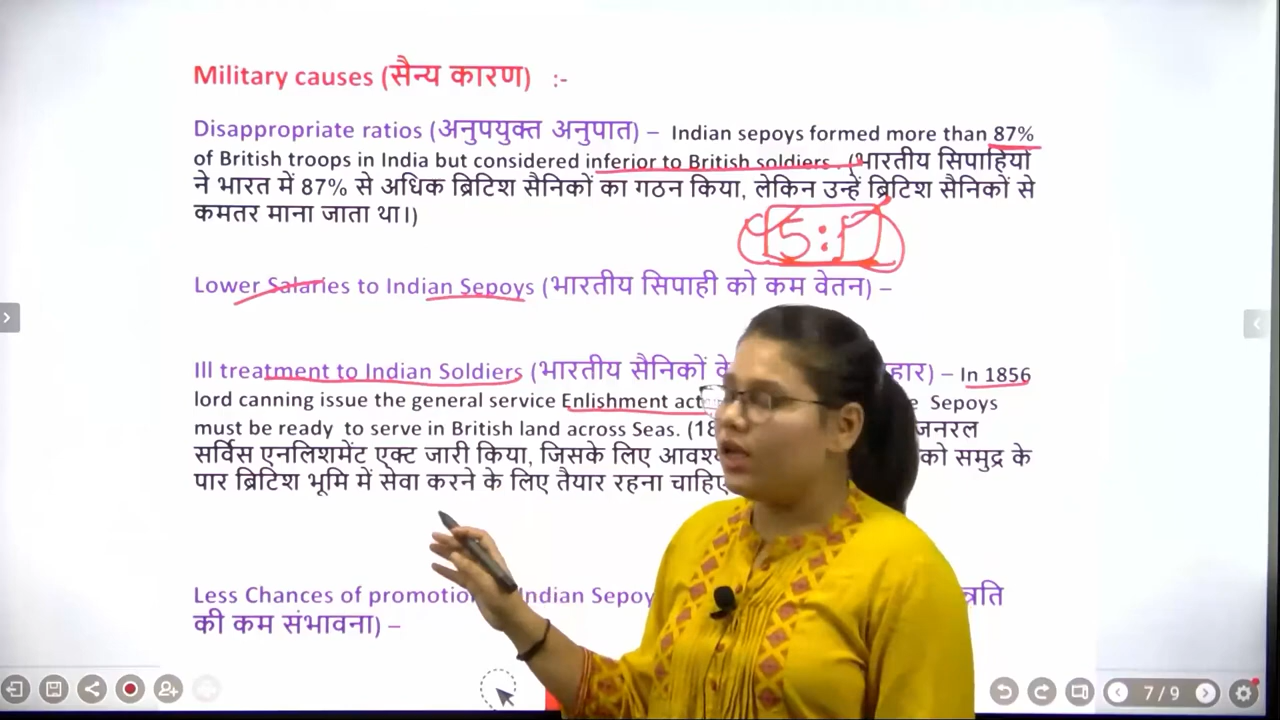 Military causes (सैन्य कारण) :-
Disappropriate ratios (अनुपयुक्त अनुपात) – Indian sepoys formed more than 87%
of British troops in India but considered inferior to British soldiers . (भारतीय सिपाहियों
ने भारत में 87% से अधिक ब्रिटिश सैनिकों का गठन किया, लेकिन उन्हें ब्रिटिश सैनिकों से
कमतर माना जाता था।)
Lower Salaries to Indian Sepoys (भारतीय सिपाही को कम वेतन) –
Ill treatment to Indian Soldiers (भारतीय सैनिकों – In 1856
lord canning issue the general service Enlishment act Sepoys
must be ready to serve in British land across Seas. (
सर्विस एनलिशमेंट एक्ट जारी किया, जिसके लिए को समुद्र के
पार ब्रिटिश भूमि में सेवा करने के लिए तैयार रहना चाहिए
Less Chances of promotion Indian
की कम संभावना) –
7 / 9